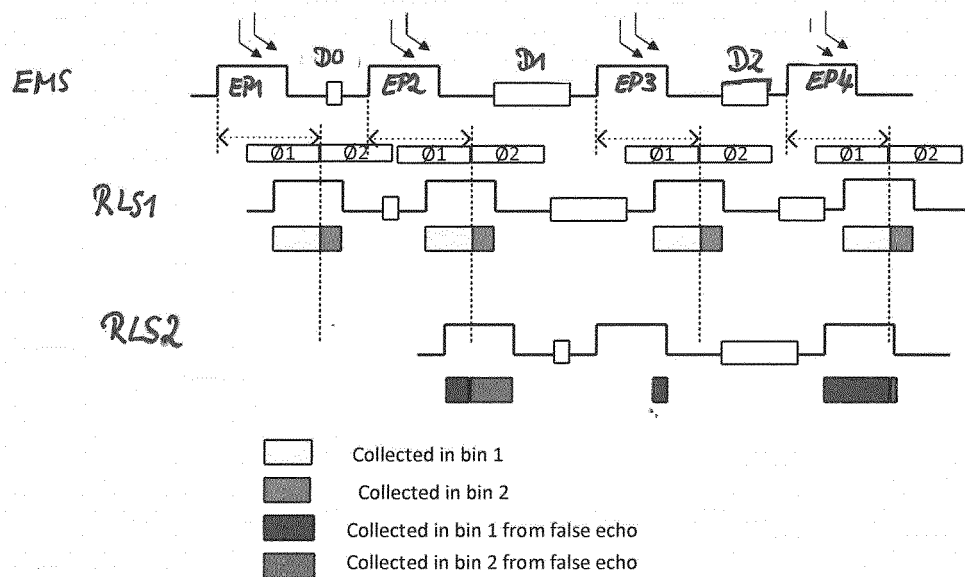 D0 D1 D2
EMS EP1 EP2 EP3 EP4
Ø1 Ø2 Ø1 Ø2 Ø1 Ø2 Ø1 Ø2
RLS1
RLS2
Collected in bin 1
Collected in bin 2
Collected in bin 1 from false echo
Collected in bin 2 from false echo